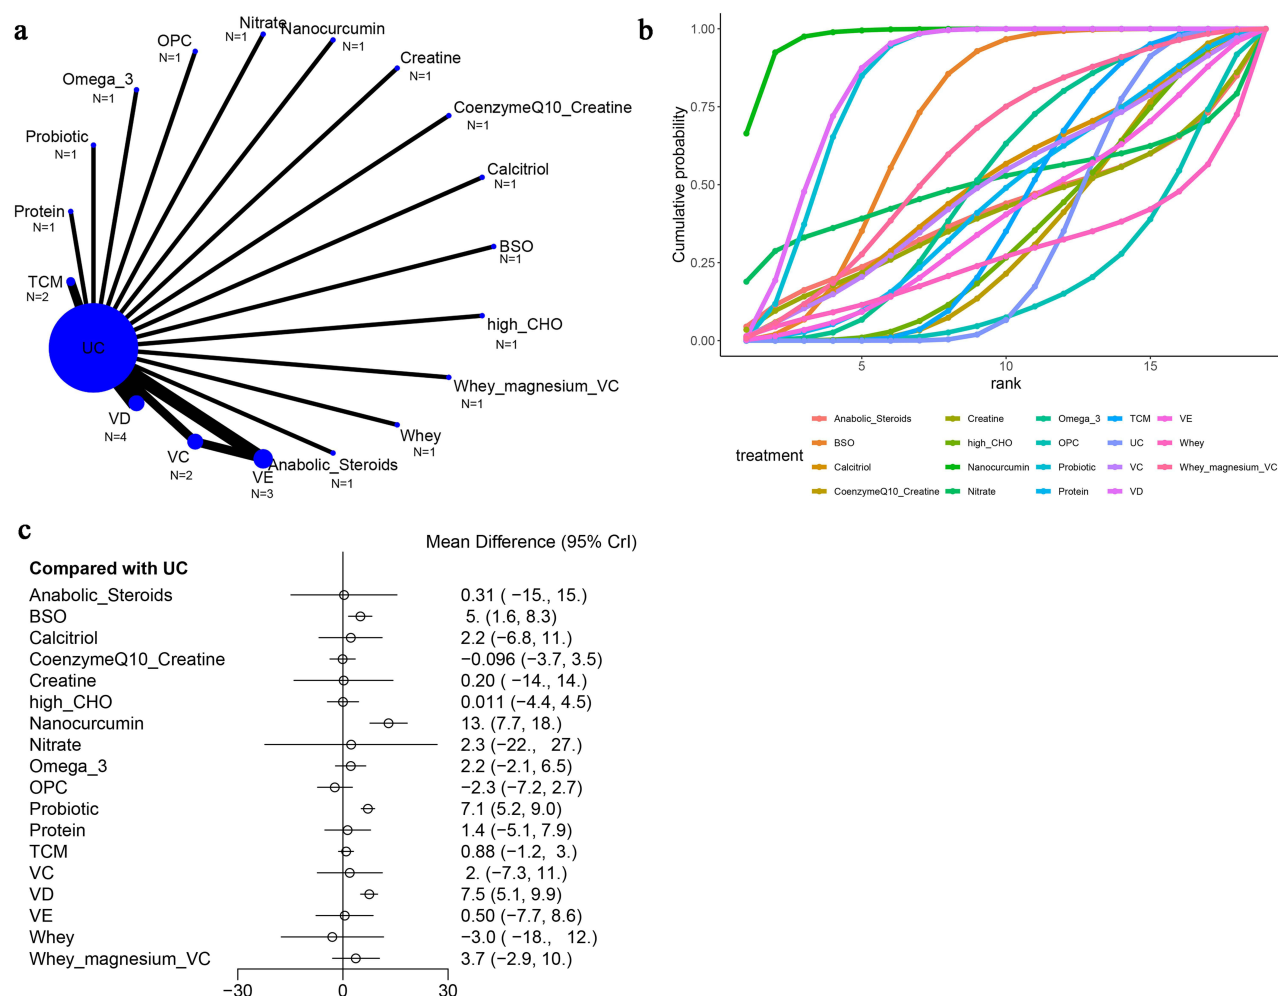 a
Nitrate
N=1
Nanocurcumin
N=1
OPC
N=1
Creatine
N=1
Omega_3
N=1
CoenzymeQ10_Creatine
N=1
Probiotic
N=1
Calcitriol
N=1
Protein
N=1
BSO
N=1
TCM
N=2
high_CHO
N=1
UC
Whey_magnesium_VC
N=1
VD
N=4
Whey
N=1
VC
N=2
Anabolic_Steroids
N=1
VE
N=3
b
Cumulative probability
1.00
0.75
0.50
0.25
0.00
5
10
15
rank
treatment
Anabolic_Steroids
BSO
Calcitriol
CoenzymeQ10_Creatine
Creatine
high_CHO
Nanocurcumin
Nitrate
Omega_3
OPC
Probiotic
Protein
TCM
UC
VC
VD
VE
Whey
Whey_magnesium_VC
c
Mean Difference (95% CrI)
Compared with UC
Anabolic_Steroids 0.31 ( −15., 15.)
BSO 5. (1.6, 8.3)
Calcitriol 2.2 (−6.8, 11.)
CoenzymeQ10_Creatine −0.096 (−3.7, 3.5)
Creatine 0.20 ( −14., 14.)
high_CHO 0.011 (−4.4, 4.5)
Nanocurcumin 13. (7.7, 18.)
Nitrate 2.3 (−22., 27.)
Omega_3 2.2 (−2.1, 6.5)
OPC −2.3 (−7.2, 2.7)
Probiotic 7.1 (5.2, 9.0)
Protein 1.4 (−5.1, 7.9)
TCM 0.88 (−1.2, 3.)
VC 2. (−7.3, 11.)
VD 7.5 (5.1, 9.9)
VE 0.50 (−7.7, 8.6)
Whey −3.0 (−18., 12.)
Whey_magnesium_VC 3.7 (−2.9, 10.)
−30 0 30